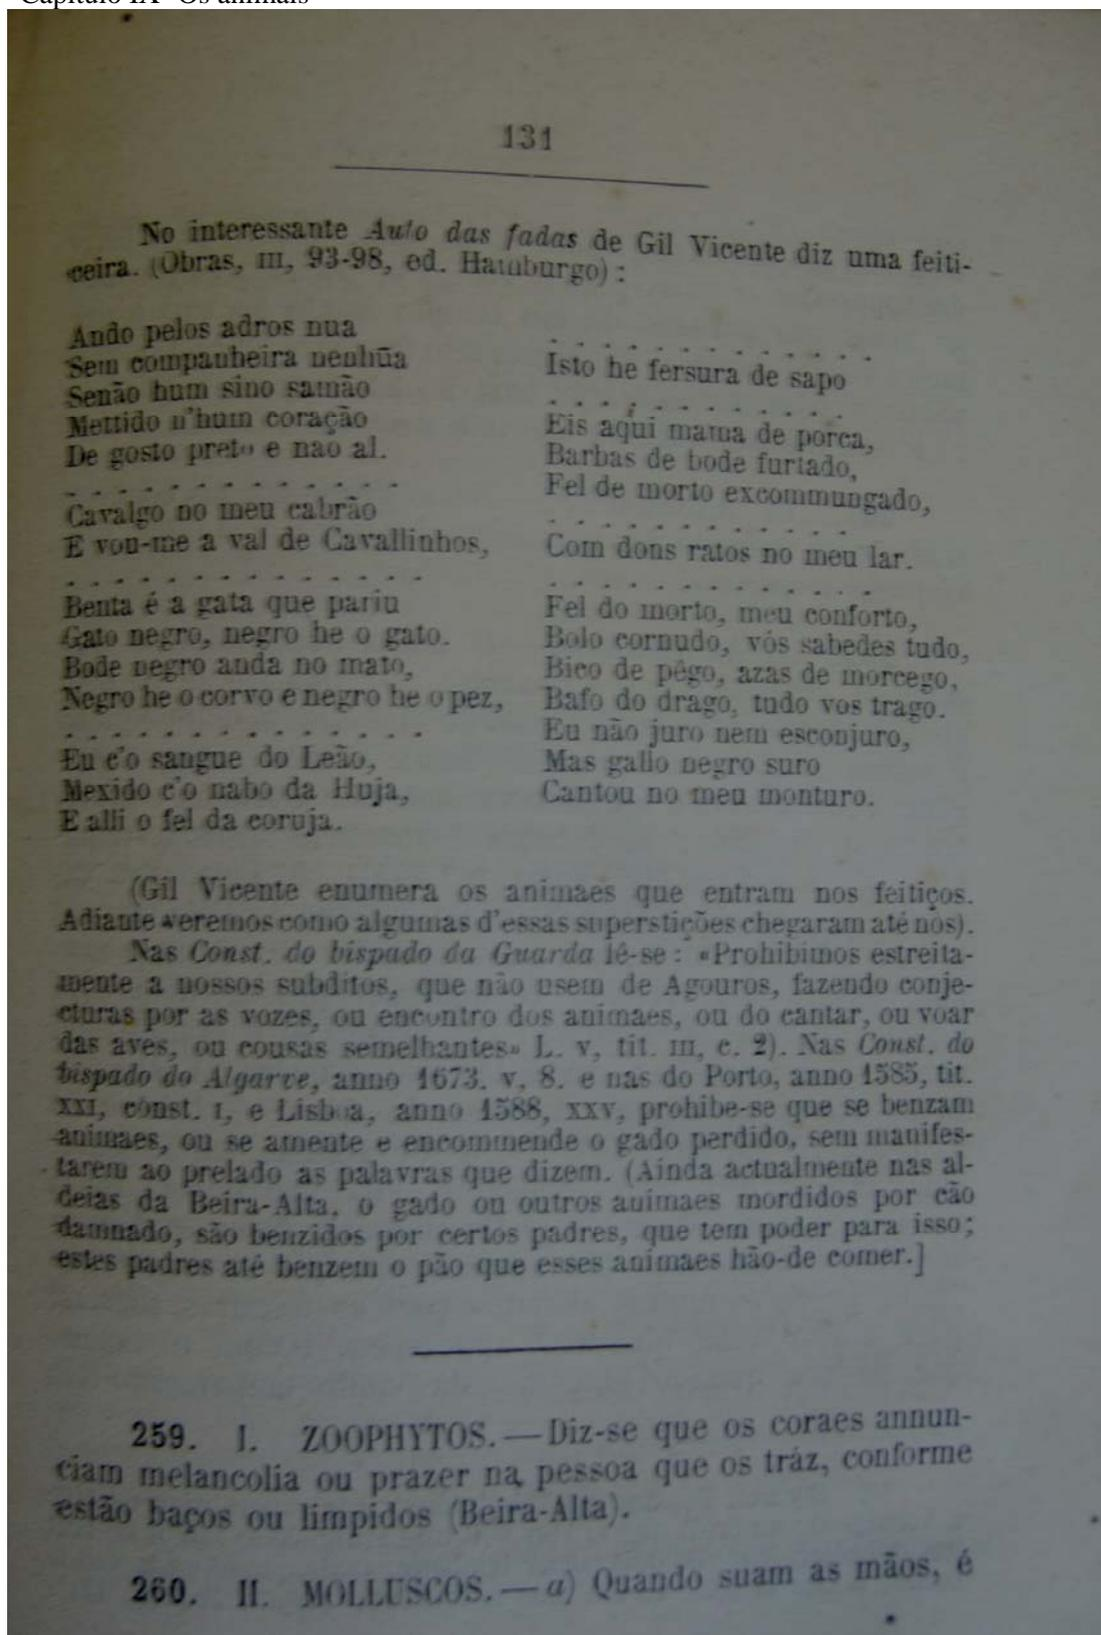 Capítulo IX- Os animais
131
No interessante Auto das fadas de Gil Vicente diz uma feiti-
ceira. (Obras, III, 93-98, ed. Hamburgo) :
Ando pelos adros nua
Sem companheira nenhũa
Senão hum sino samão
Mettido n'hum coração
De gosto preto e nao al.
. . . . . . . . . . . . . .
Cavalgo no meu cabrão
E vou-me a val de Cavallinhos,
. . . . . . . . . . . . . .
Benta é a gata que pariu
Gato negro, negro he o gato.
Bode negro anda no mato,
Negro he o corvo e negro he o pez,
. . . . . . . . . . . . . .
Eu c'o sangue do Leão,
Mexido c'o nabo da Huja,
E alli o fel da coruja.
. . . . . . . . . . . . . .
Isto he fersura de sapo
. . . . . . . . . . . . .
Eis aqui mama de porca,
Barbas de bode furtado,
Fel de morto excommungado,
. . . . . . . . . . . . .
Com dous ratos no meu lar.
. . . . . . . . . . . . .
Fel do morto, meu conforto,
Bolo cornudo, vós sabedes tudo,
Bico de pêgo, azas de morcego,
Bafo do drago, tudo vos trago.
Eu não juro nem esconjuro,
Mas gallo negro suro
Cantou no meu monturo.
(Gil Vicente enumera os animaes que entram nos feitiços.
Adiante veremos como algumas d'essas superstições chegaram até nós).
Nas Const. do bispado da Guarda lê-se : «Prohibimos estreita-
mente a nossos subditos, que não usem de Agouros, fazendo conje-
cturas por as vozes, ou encontro dos animaes, ou do cantar, ou voar
das aves, ou cousas semelhantes» L. v, tit. III, c. 2). Nas Const. do
bispado do Algarve, anno 1673. v, 8. e nas do Porto, anno 1585, tit.
XXI, const. I, e Lisboa, anno 1588, XXV, prohibe-se que se benzam
animaes, ou se amente e encommende o gado perdido, sem manifes-
tarem ao prelado as palavras que dizem. (Ainda actualmente nas al-
deias da Beira-Alta, o gado ou outros animaes mordidos por cão
damnado, são benzidos por certos padres, que tem poder para isso;
estes padres até benzem o pão que esses animaes hão-de comer.]
259. I. ZOOPHYTOS.—Diz-se que os coraes annun-
ciam melancolia ou prazer na pessoa que os tráz, conforme
estão baços ou limpidos (Beira-Alta).
260. II. MOLLUSCOS.—a) Quando suam as mãos, é